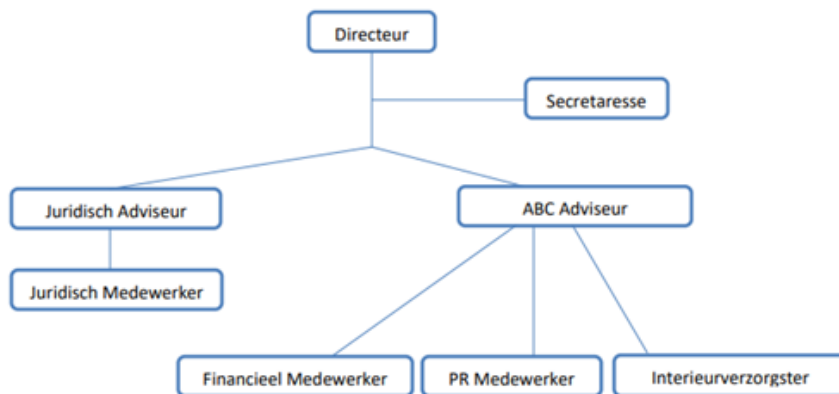 Directeur
Secretaresse
Juridisch Adviseur
ABC Adviseur
Juridisch Medewerker
Financieel Medewerker
PR Medewerker
Interieurverzorgster